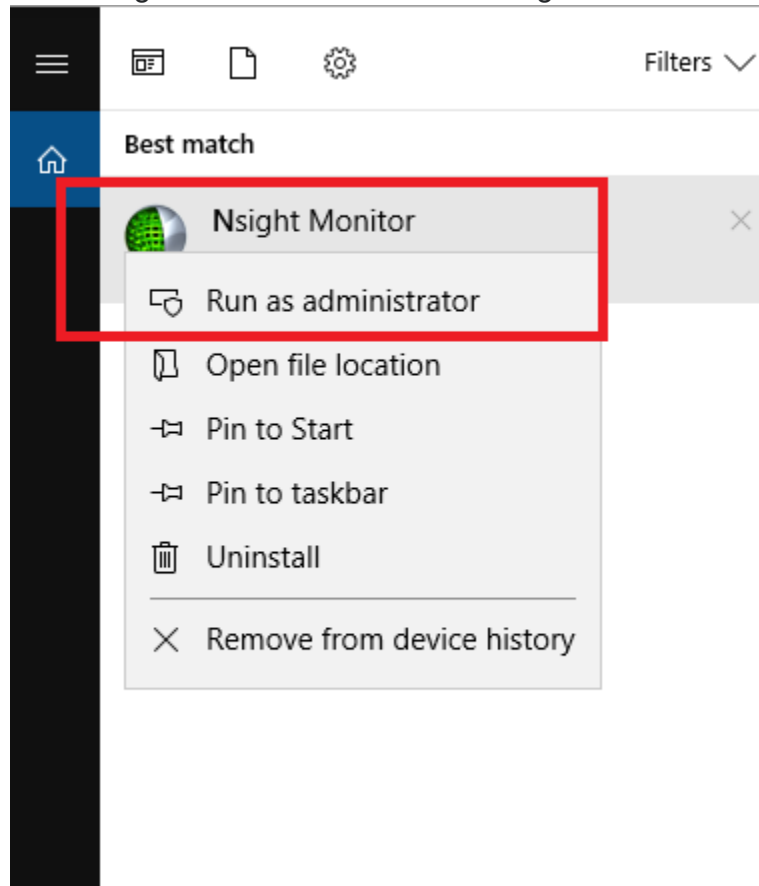 Filters
Best match
Nsight Monitor
Run as administrator
Open file location
Pin to Start
Pin to taskbar
Uninstall
Remove from device history